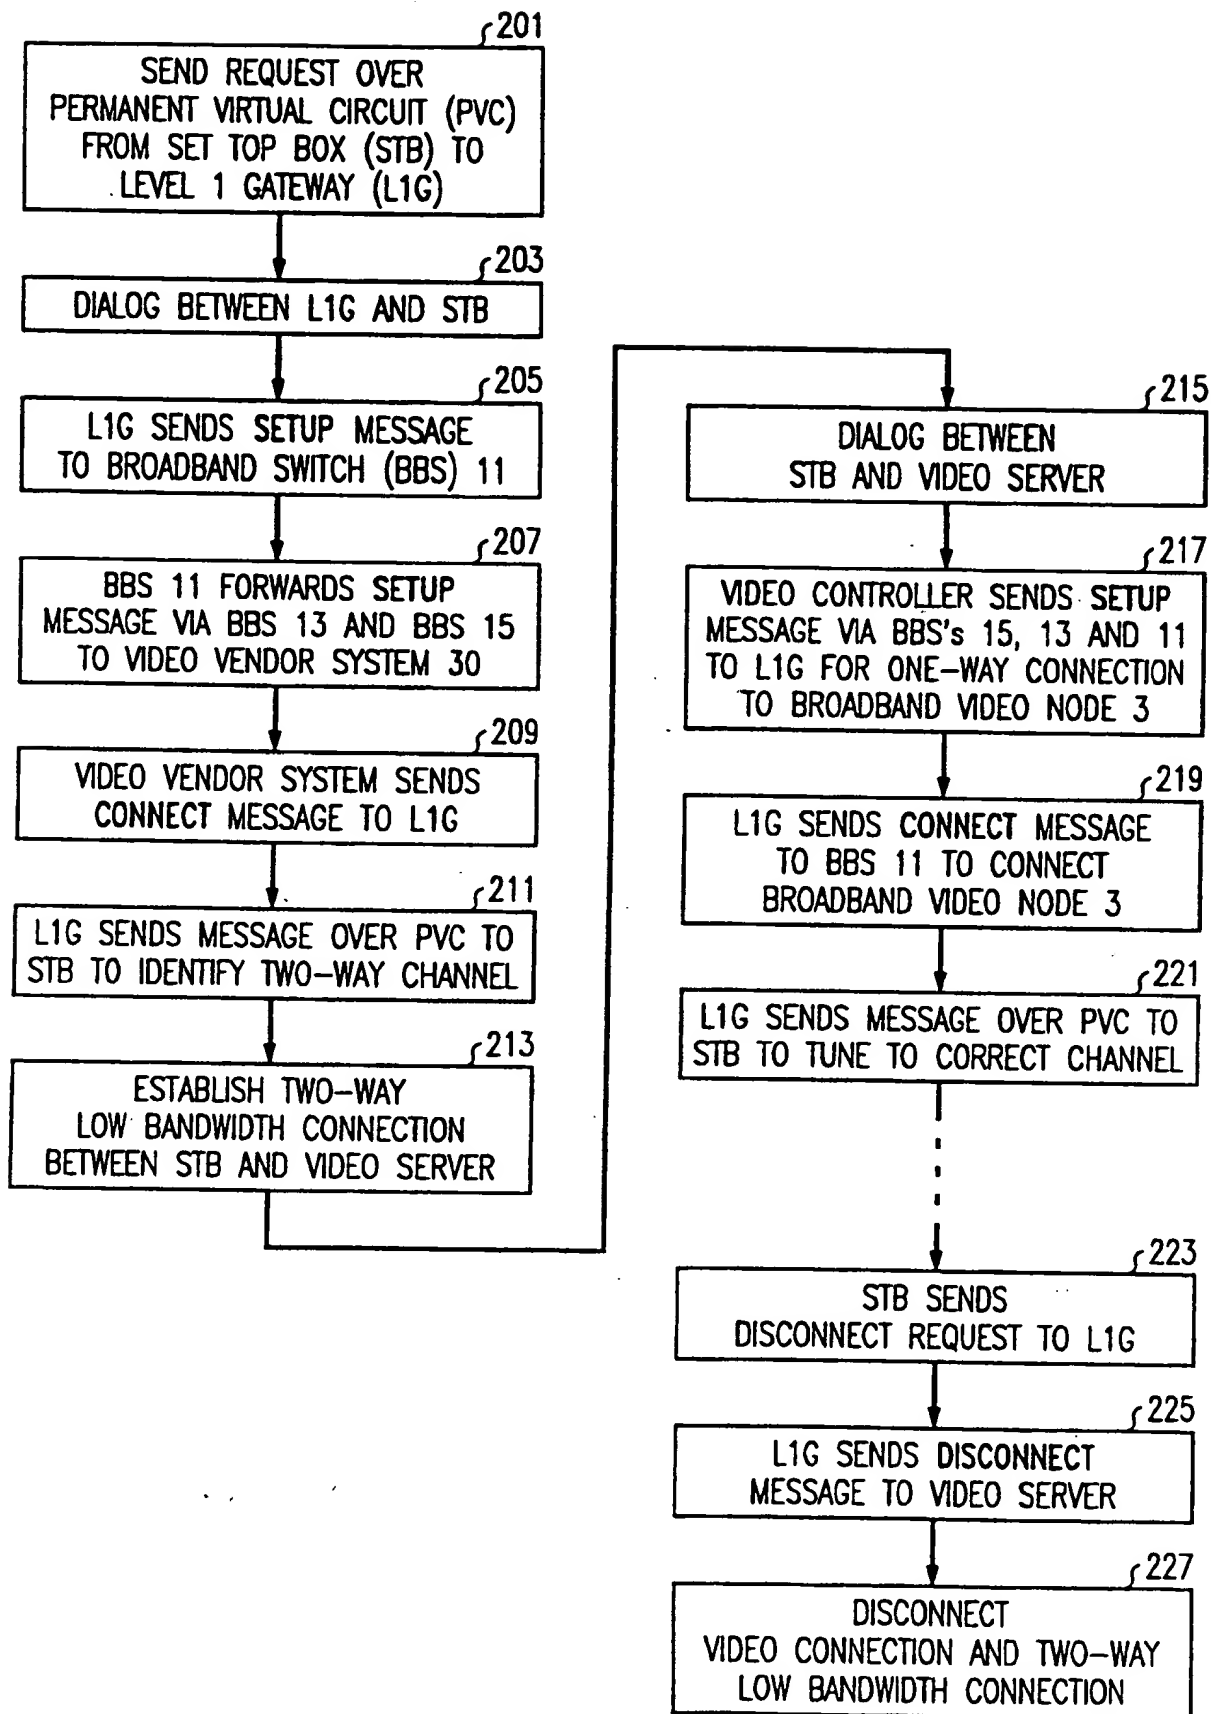 201
SEND REQUEST OVER
PERMANENT VIRTUAL CIRCUIT (PVC)
FROM SET TOP BOX (STB) TO
LEVEL 1 GATEWAY (L1G)
203
DIALOG BETWEEN L1G AND STB
205
L1G SENDS SETUP MESSAGE
TO BROADBAND SWITCH (BBS) 11
207
BBS 11 FORWARDS SETUP
MESSAGE VIA BBS 13 AND BBS 15
TO VIDEO VENDOR SYSTEM 30
209
VIDEO VENDOR SYSTEM SENDS
CONNECT MESSAGE TO L1G
211
L1G SENDS MESSAGE OVER PVC TO
STB TO IDENTIFY TWO-WAY CHANNEL
213
ESTABLISH TWO-WAY
LOW BANDWIDTH CONNECTION
BETWEEN STB AND VIDEO SERVER
215
DIALOG BETWEEN
STB AND VIDEO SERVER
217
VIDEO CONTROLLER SENDS SETUP
MESSAGE VIA BBS's 15, 13 AND 11
TO L1G FOR ONE-WAY CONNECTION
TO BROADBAND VIDEO NODE 3
219
L1G SENDS CONNECT MESSAGE
TO BBS 11 TO CONNECT
BROADBAND VIDEO NODE 3
221
L1G SENDS MESSAGE OVER PVC TO
STB TO TUNE TO CORRECT CHANNEL
223
STB SENDS
DISCONNECT REQUEST TO L1G
225
L1G SENDS DISCONNECT
MESSAGE TO VIDEO SERVER
227
DISCONNECT
VIDEO CONNECTION AND TWO-WAY
LOW BANDWIDTH CONNECTION